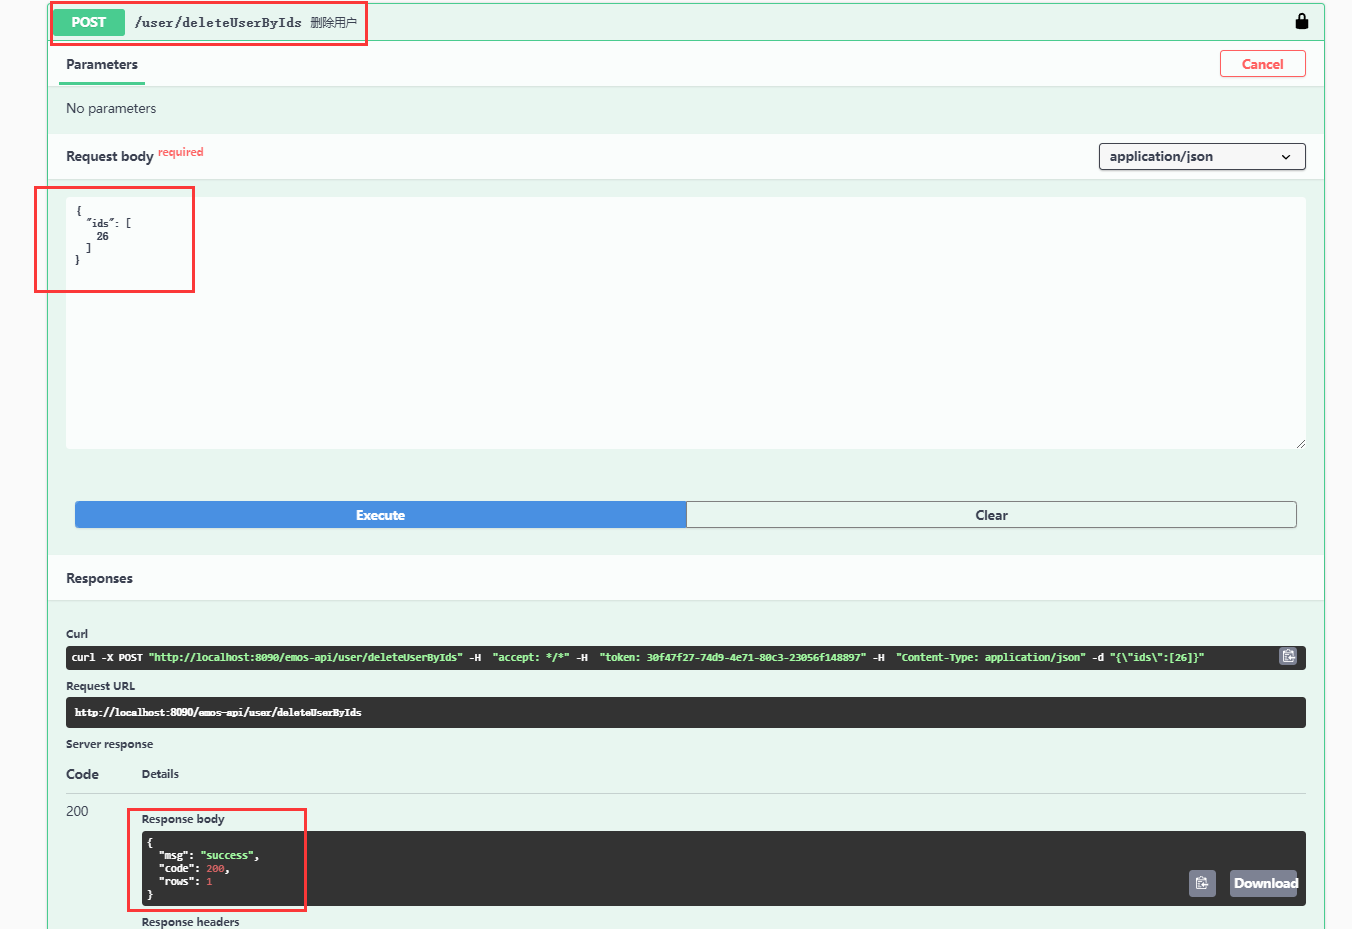 POST /user/deleteUserByIds 删除用户
Parameters
Cancel
No parameters
Request body required
application/json
{
"ids": [
26
]
}
Execute
Clear
Responses
Curl
curl -X POST "http://localhost:8090/emos-api/user/deleteUserByIds" -H  "accept: */*" -H  "token: 30f47f27-74d9-4e71-80c3-23056f148897" -H  "Content-Type: application/json" -d "{\"ids\":[26]}"
Request URL
http://localhost:8090/emos-api/user/deleteUserByIds
Server response
Code Details
200
Response body
{
"msg": "success",
"code": 200,
"rows": 1
}
Download
Response headers